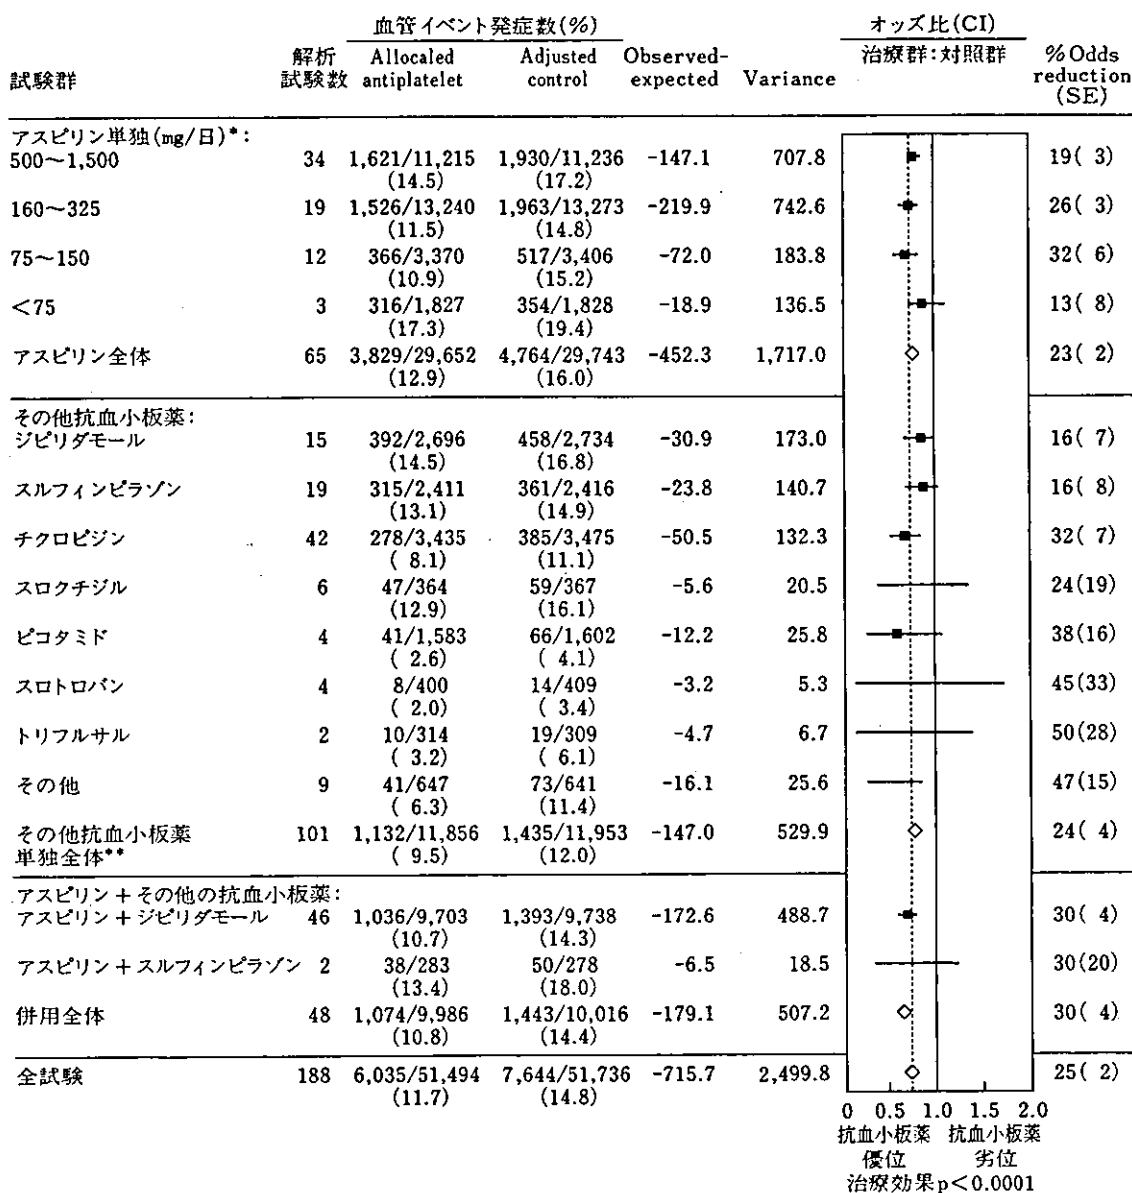 血管イベント発症数(%) オッズ比(CI)
解析 Allocaled Adjusted Observed- 治療群:対照群 % Odds
試験群 試験数 antiplatelet control expected Variance reduction
(SE)
アスピリン単独(mg/日)*:
500~1,500 34 1,621/11,215 1,930/11,236 -147.1 707.8 19( 3)
(14.5) (17.2)
160~325 19 1,526/13,240 1,963/13,273 -219.9 742.6 26( 3)
(11.5) (14.8)
75~150 12 366/3,370 517/3,406 -72.0 183.8 32( 6)
(10.9) (15.2)
<75 3 316/1,827 354/1,828 -18.9 136.5 13( 8)
(17.3) (19.4)
アスピリン全体 65 3,829/29,652 4,764/29,743 -452.3 1,717.0 23( 2)
(12.9) (16.0)
その他抗血小板薬:
ジピリダモール 15 392/2,696 458/2,734 -30.9 173.0 16( 7)
(14.5) (16.8)
スルフィンピラゾン 19 315/2,411 361/2,416 -23.8 140.7 16( 8)
(13.1) (14.9)
チクロピジン 42 278/3,435 385/3,475 -50.5 132.3 32( 7)
( 8.1) (11.1)
スロクチジル 6 47/364 59/367 -5.6 20.5 24(19)
(12.9) (16.1)
ピコタミド 4 41/1,583 66/1,602 -12.2 25.8 38(16)
( 2.6) ( 4.1)
スロトロバン 4 8/400 14/409 -3.2 5.3 45(33)
( 2.0) ( 3.4)
トリフルサル 2 10/314 19/309 -4.7 6.7 50(28)
( 3.2) ( 6.1)
その他 9 41/647 73/641 -16.1 25.6 47(15)
( 6.3) (11.4)
その他抗血小板薬 101 1,132/11,856 1,435/11,953 -147.0 529.9 24( 4)
単独全体** ( 9.5) (12.0)
アスピリン+その他の抗血小板薬:
アスピリン+ジピリダモール 46 1,036/9,703 1,393/9,738 -172.6 488.7 30( 4)
(10.7) (14.3)
アスピリン+スルフィンピラゾン 2 38/283 50/278 -6.5 18.5 30(20)
(13.4) (18.0)
併用全体 48 1,074/9,986 1,443/10,016 -179.1 507.2 30( 4)
(10.8) (14.4)
全試験 188 6,035/51,494 7,644/51,736 -715.7 2,499.8 25( 2)
(11.7) (14.8)
0 0.5 1.0 1.5 2.0
抗血小板薬 抗血小板薬
優位 劣位
治療効果p<0.0001